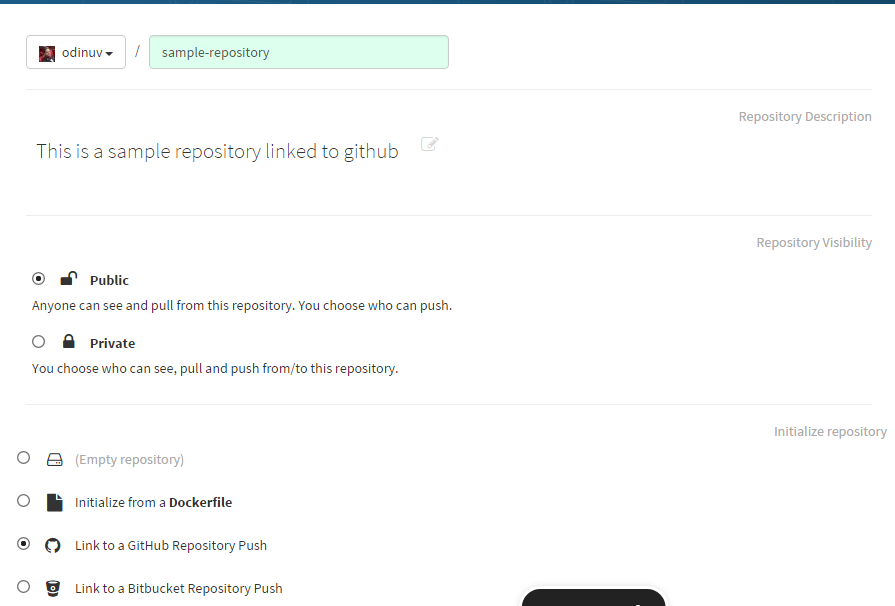 odinuv / sample-repository
Repository Description
This is a sample repository linked to github
Repository Visibility
Public
Anyone can see and pull from this repository. You choose who can push.
Private
You choose who can see, pull and push from/to this repository.
Initialize repository
(Empty repository)
Initialize from a Dockerfile
Link to a GitHub Repository Push
Link to a Bitbucket Repository Push